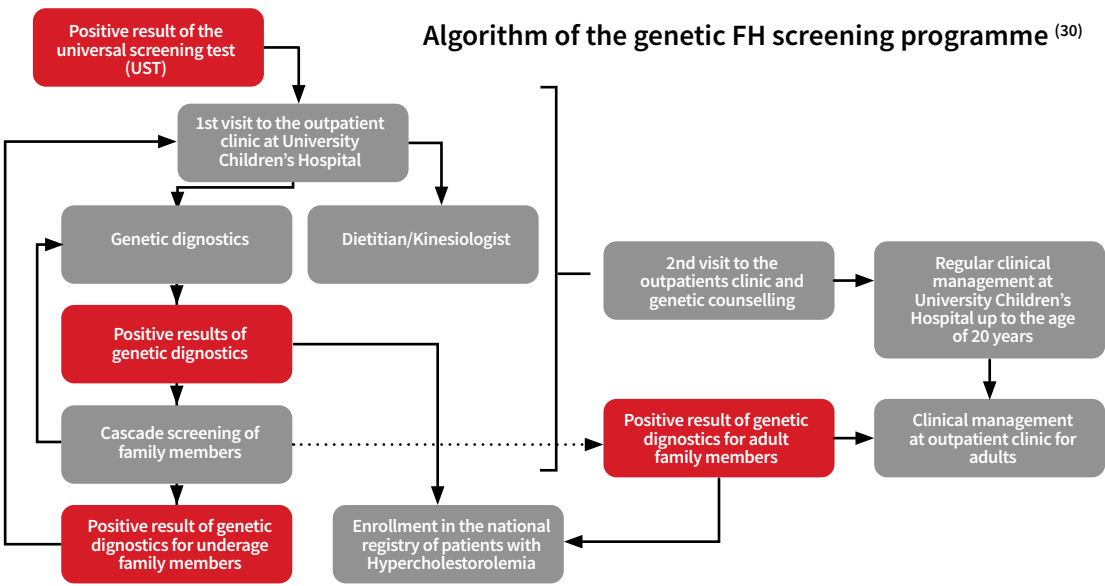 Algorithm of the genetic FH screening programme (30)
Positive result of the
universal screening test
(UST)
1st visit to the outpatient
clinic at University
Children's Hospital
Genetic dignostics
Dietitian/Kinesiologist
Positive results of
genetic dignostics
Cascade screening of
family members
Positive result of genetic
dignostics for underage
family members
Enrollment in the national
registry of patients with
Hypercholestorolemia
2nd visit to the
outpatients clinic and
genetic counselling
Regular clinical
management at
University Children's
Hospital up to the age
of 20 years
Positive result of genetic
dignostics for adult
family members
Clinical management
at outpatient clinic for
adults